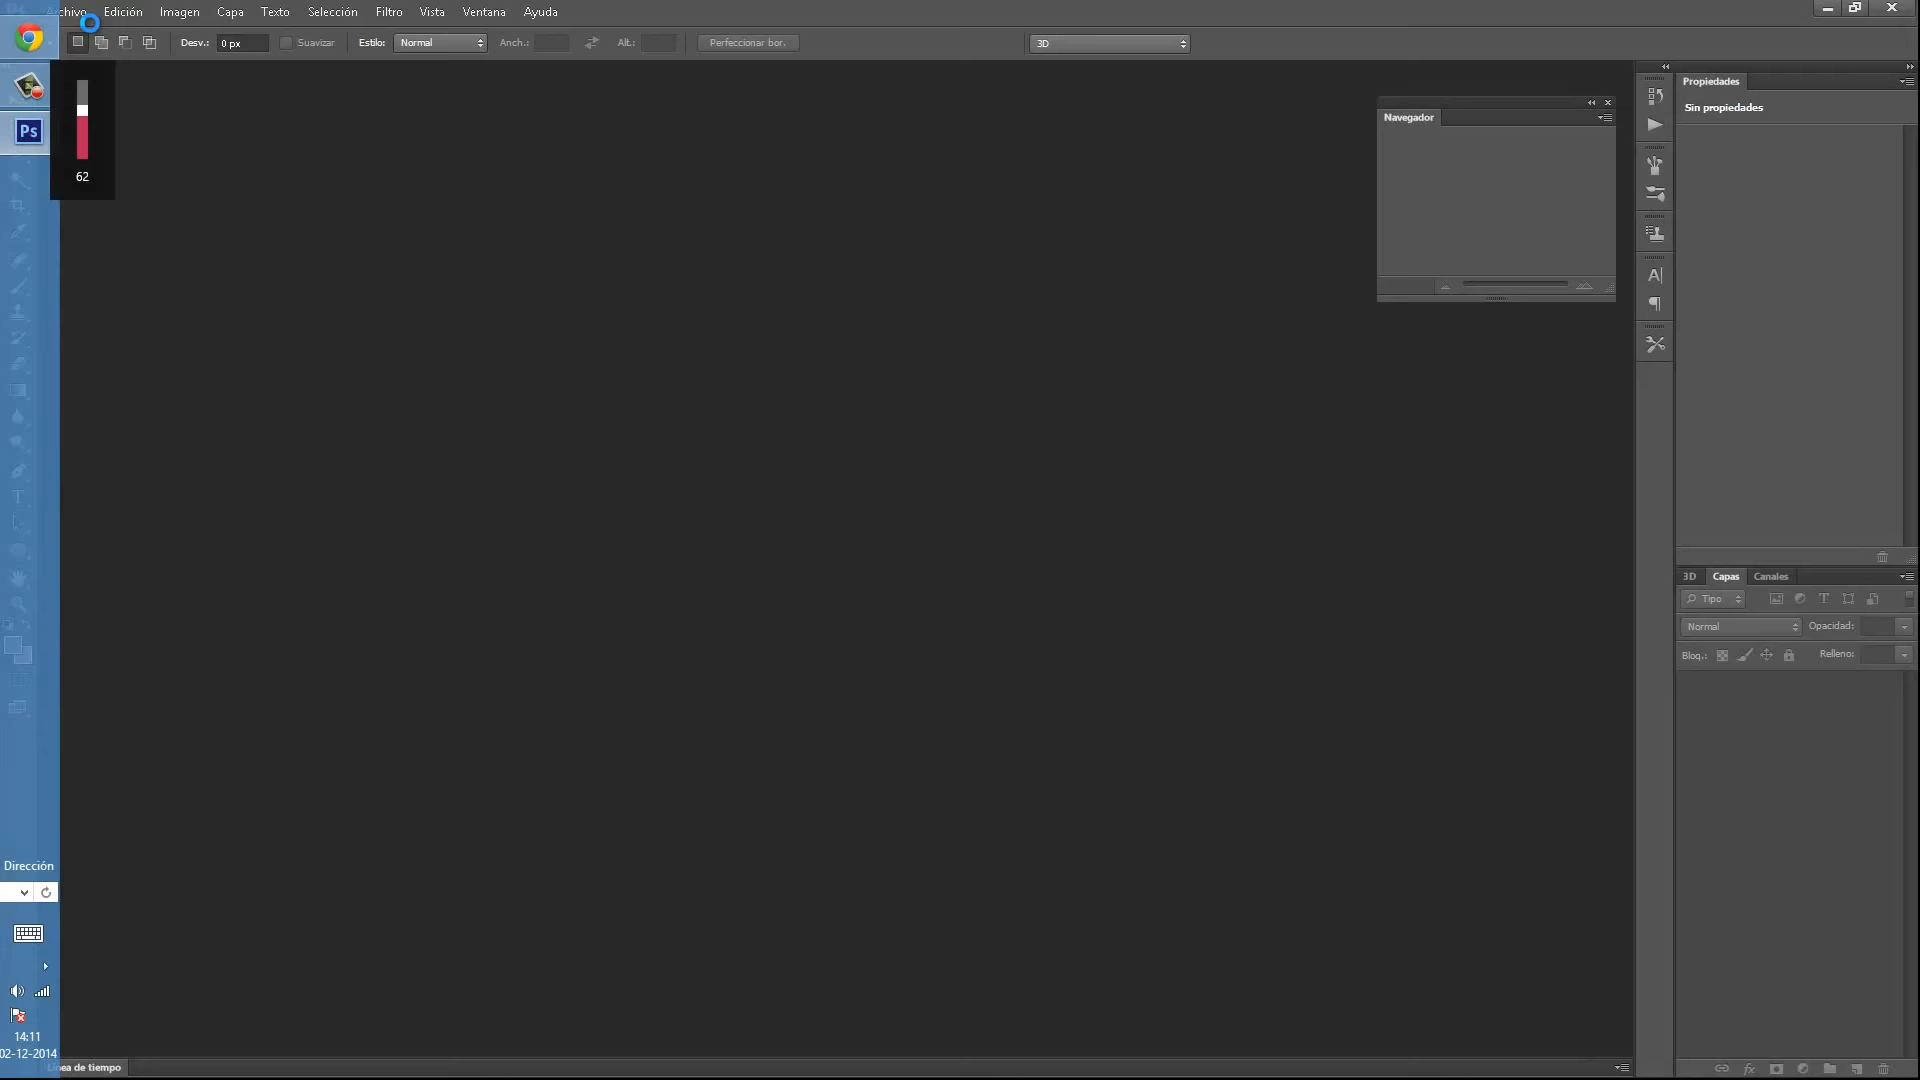 Archivo Edición Imagen Capa Texto Selección Filtro Vista Ventana Ayuda
Desv.: 0 px Suavizar Estilo: Normal Anch.: Alt.: Perfeccionar bor. 3D
Ps
62
Navegador
Propiedades
Sin propiedades
3D Capas Canales
Tipo
Normal Opacidad:
Bloq.: Relleno:
Dirección
14:11
02-12-2014
Línea de tiempo